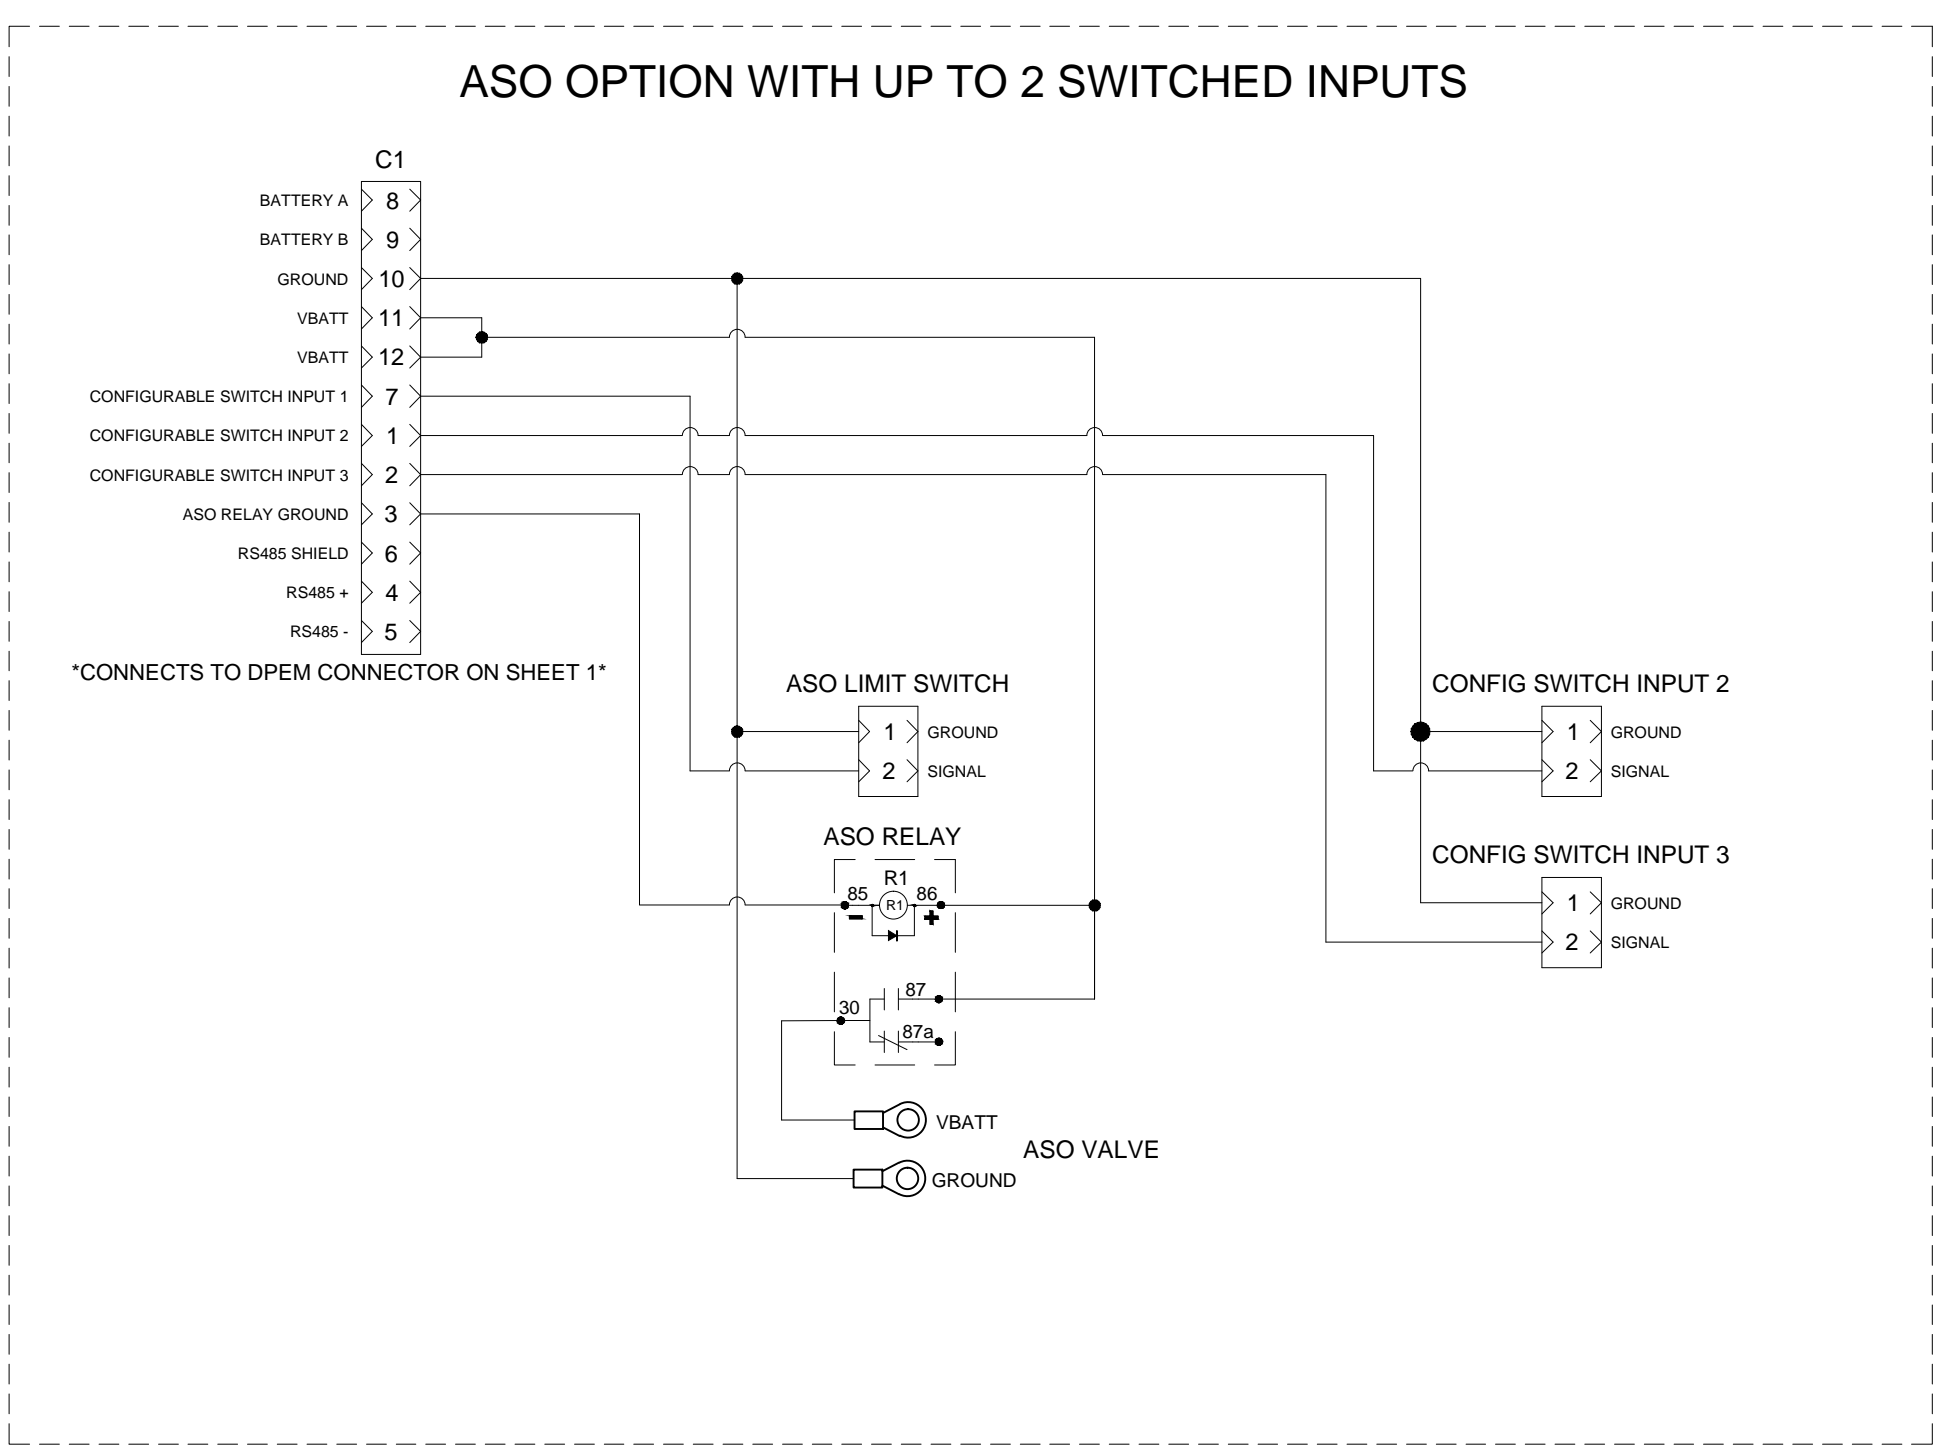 ASO OPTION WITH UP TO 2 SWITCHED INPUTS
C1
BATTERY A 8
BATTERY B 9
GROUND 10
VBATT 11
VBATT 12
CONFIGURABLE SWITCH INPUT 1 7
CONFIGURABLE SWITCH INPUT 2 1
CONFIGURABLE SWITCH INPUT 3 2
ASO RELAY GROUND 3
RS485 SHIELD 6
RS485 + 4
RS485 - 5
*CONNECTS TO DPEM CONNECTOR ON SHEET 1*
ASO LIMIT SWITCH
1 GROUND
2 SIGNAL
CONFIG SWITCH INPUT 2
1 GROUND
2 SIGNAL
ASO RELAY
R1
85 R1 86
- +
87
30
87a
CONFIG SWITCH INPUT 3
1 GROUND
2 SIGNAL
VBATT
ASO VALVE
GROUND